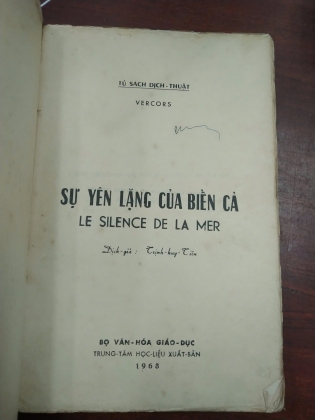 TỦ SÁCH DỊCH-THUẬT
VERCORS
SỰ YÊN LẶNG CỦA BIỂN CẢ
LE SILENCE DE LA MER
Dịch-giả : Trịnh-huy-Tiến
BỘ VĂN-HÓA GIÁO-DỤC
TRUNG-TÂM HỌC-LIỆU XUẤT-BẢN
1968